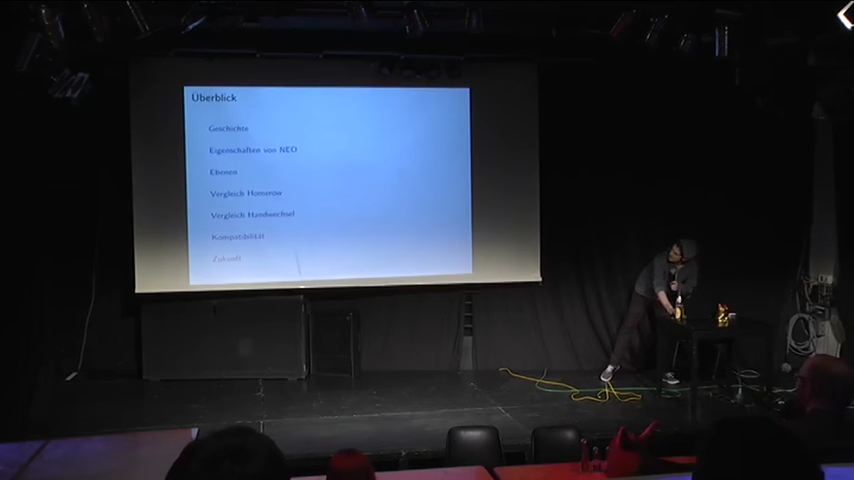 Überblick
Geschichte
Eigenschaften von NEO
Ebenen
Vergleich Homerow
Vergleich Handwechsel
Kompatibilität
Zukunft